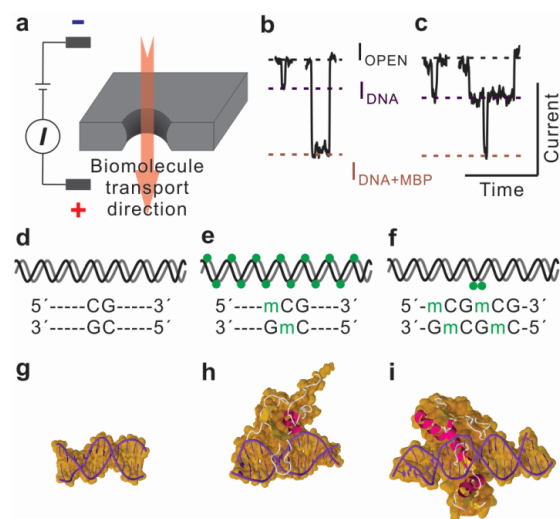 a
b
c
–
I
+
Biomolecule
transport
direction
I OPEN
I DNA
I DNA+MBP
Current
Time
d
e
f
5´-----CG-----3´
3´-----GC-----5´
5´-----mCG----3´
3´-----GmC----5´
5´-mCGmCG-3´
3´-GmCGmC-5´
g
h
i